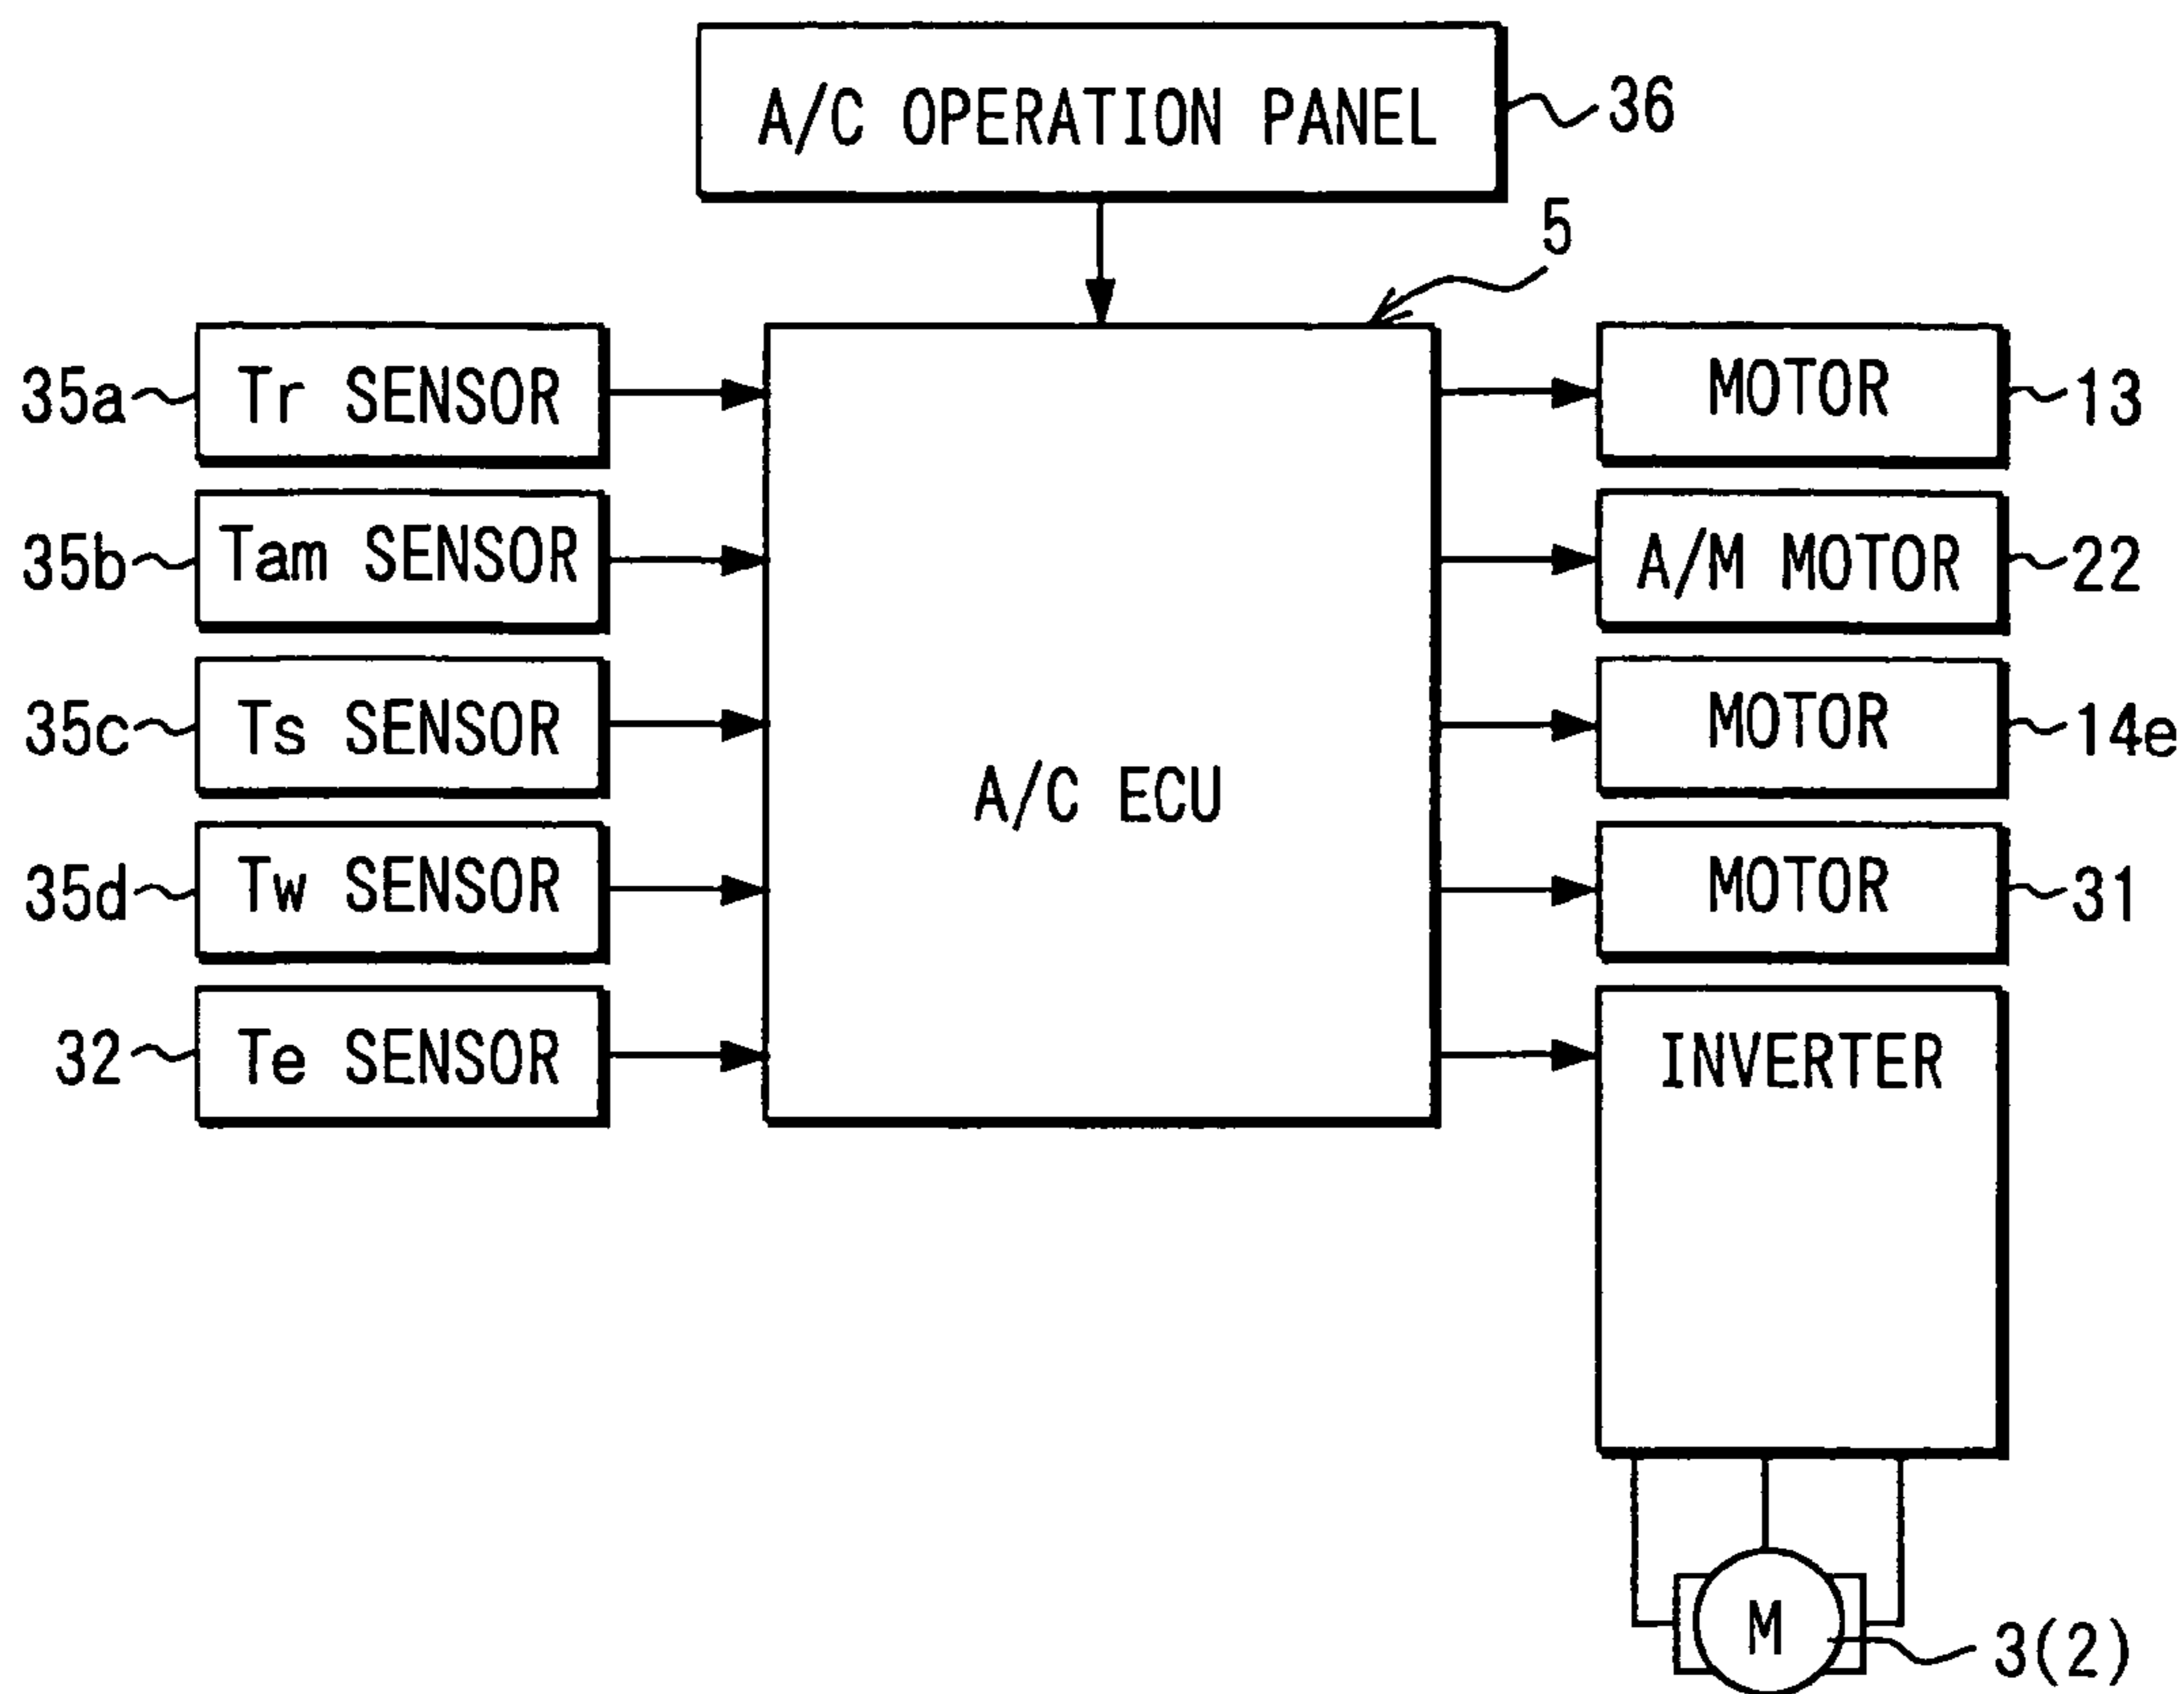 A/C OPERATION PANEL
36
5
35a
Tr SENSOR
MOTOR
13
35b
Tam SENSOR
A/M MOTOR
22
35c
Ts SENSOR
MOTOR
14e
A/C ECU
35d
Tw SENSOR
MOTOR
31
32
Te SENSOR
INVERTER
M
3(2)